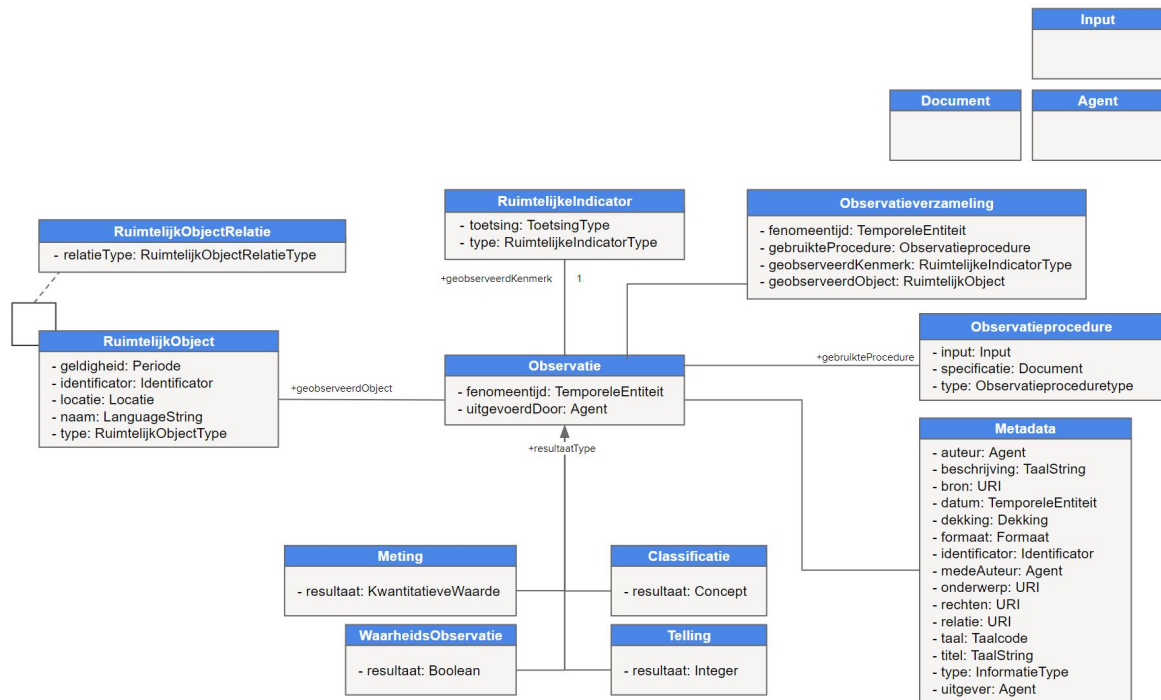 Input
Document
Agent
RuimtelijkeIndicator
- toetsing: ToetsingType
- type: RuimtelijkeIndicatorType
Observatieverzameling
- fenomeentijd: TemporeleEntiteit
- gebruikteProcedure: Observatieprocedure
- geobserveerdKenmerk: RuimtelijkeIndicatorType
- geobserveerdObject: RuimtelijkObject
RuimtelijkObjectRelatie
- relatieType: RuimtelijkObjectRelatieType
+geobserveerdKenmerk
1
RuimtelijkObject
- geldigheid: Periode
- identificator: Identificator
- locatie: Locatie
- naam: LanguageString
- type: RuimtelijkObjectType
+geobserveerdObject
Observatie
- fenomeentijd: TemporeleEntiteit
- uitgevoerdDoor: Agent
+gebruikteProcedure
Observatieprocedure
- input: Input
- specificatie: Document
- type: Observatieproceduretype
+resultaatType
Metadata
- auteur: Agent
- beschrijving: TaalString
- bron: URI
- datum: TemporeleEntiteit
- dekking: Dekking
- formaat: Formaat
- identificator: Identificator
- medeAuteur: Agent
- onderwerp: URI
- rechten: URI
- relatie: URI
- taal: Taalcode
- titel: TaalString
- type: InformatieType
- uitgever: Agent
Meting
- resultaat: KwantitatieveWaarde
Classificatie
- resultaat: Concept
WaarheidsObservatie
- resultaat: Boolean
Telling
- resultaat: Integer